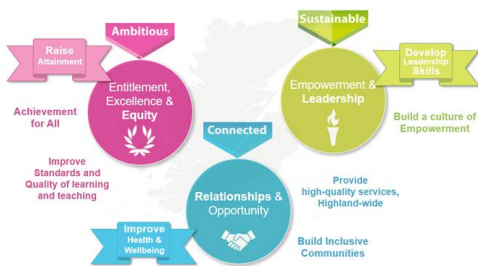 Ambitious
Raise
Attainment
Entitlement,
Excellence &
Equity
Achievement
for All
Improve
Standards and
Quality of learning
and teaching
Sustainable
Develop
Leadership
Skills
Empowerment &
Leadership
Build a culture of
Empowerment
Connected
Relationships &
Opportunity
Improve
Health &
Wellbeing
Provide
high-quality services,
Highland-wide
Build Inclusive
Communities